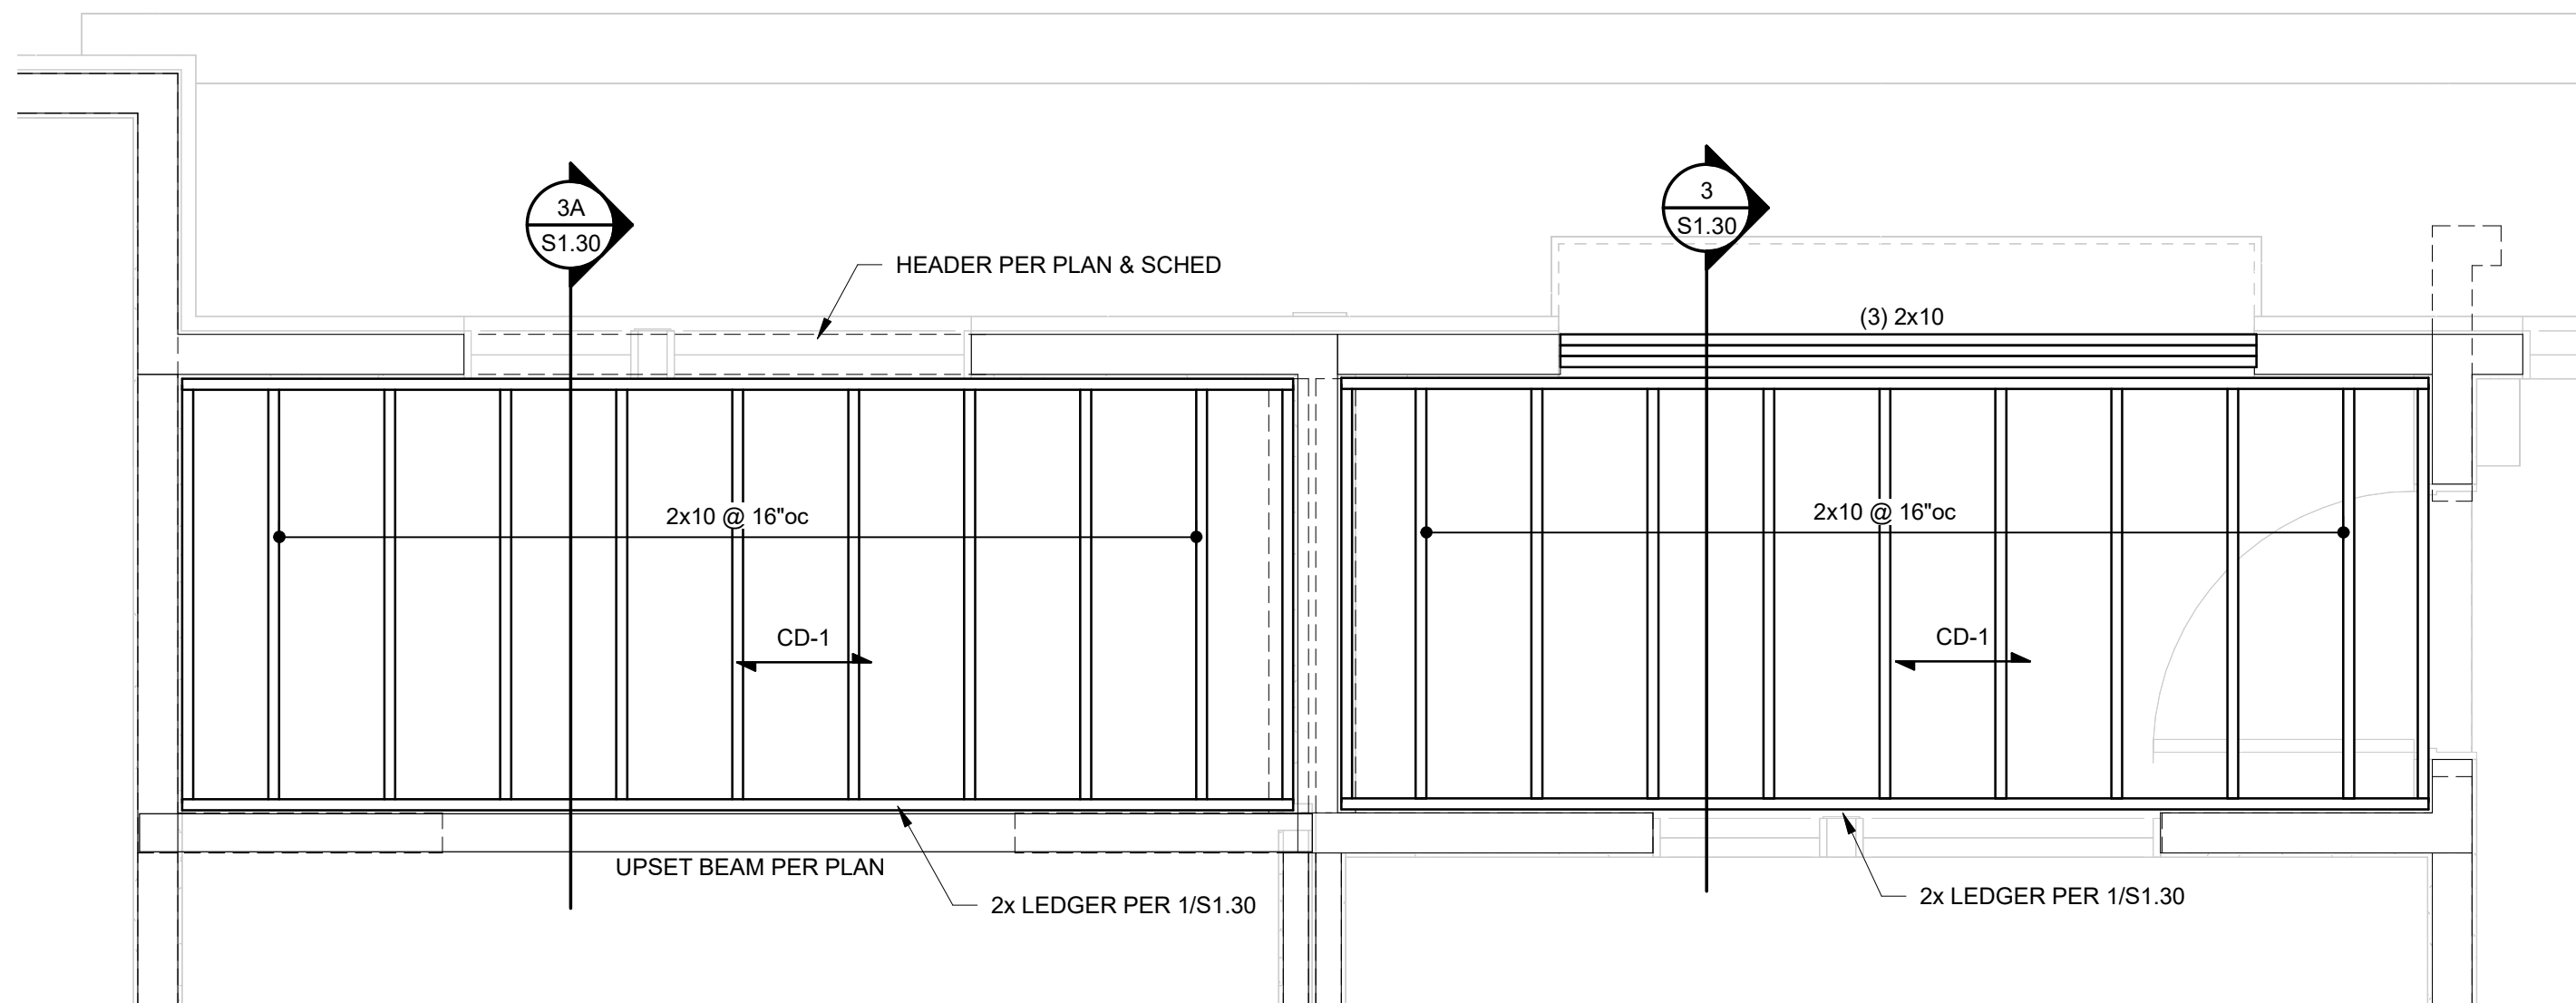 3A
S1.30
3
S1.30
HEADER PER PLAN & SCHED
(3) 2x10
2x10 @ 16"oc
2x10 @ 16"oc
CD-1
CD-1
UPSET BEAM PER PLAN
2x LEDGER PER 1/S1.30
2x LEDGER PER 1/S1.30